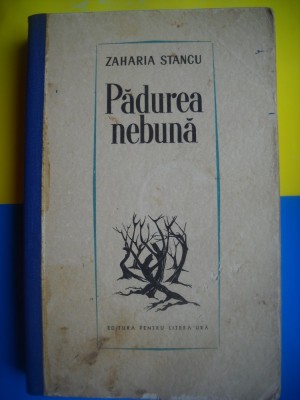 ZAHARIA STANCU
Pădurea
nebună
EDITURA PENTRU LITERATURĂ